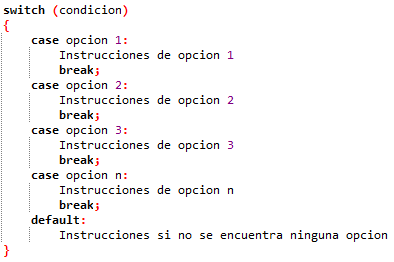 switch (condicion)
{
case opcion 1:
Instrucciones de opcion 1
break;
case opcion 2:
Instrucciones de opcion 2
break;
case opcion 3:
Instrucciones de opcion 3
break;
case opcion n:
Instrucciones de opcion n
break;
default:
Instrucciones si no se encuentra ninguna opcion
}